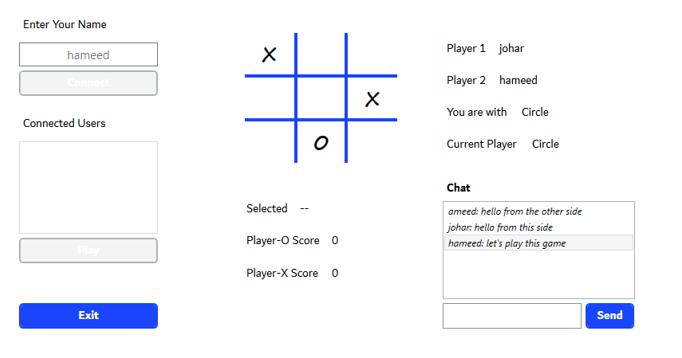 Enter Your Name
hameed
Connect
Connected Users
Play
Exit
X
X
O
Selected --
Player-O Score 0
Player-X Score 0
Player 1 johar
Player 2 hameed
You are with Circle
Current Player Circle
Chat
ameed: hello from the other side
johar: hello from this side
hameed: let's play this game
Send